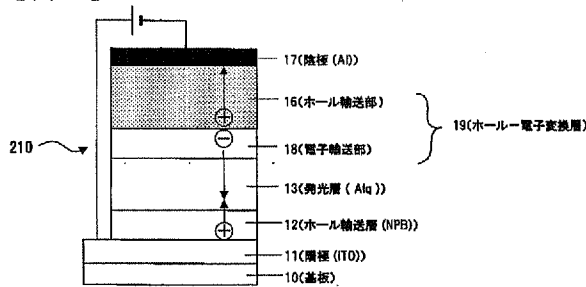 17(陰極(Al))
16(ホール輸送部)
19(ホールー電子変換層)
18(電子輸送部)
210
13(発光層(Alq))
12(ホール輸送層(NPB))
11(陽極(ITO))
10(基板)